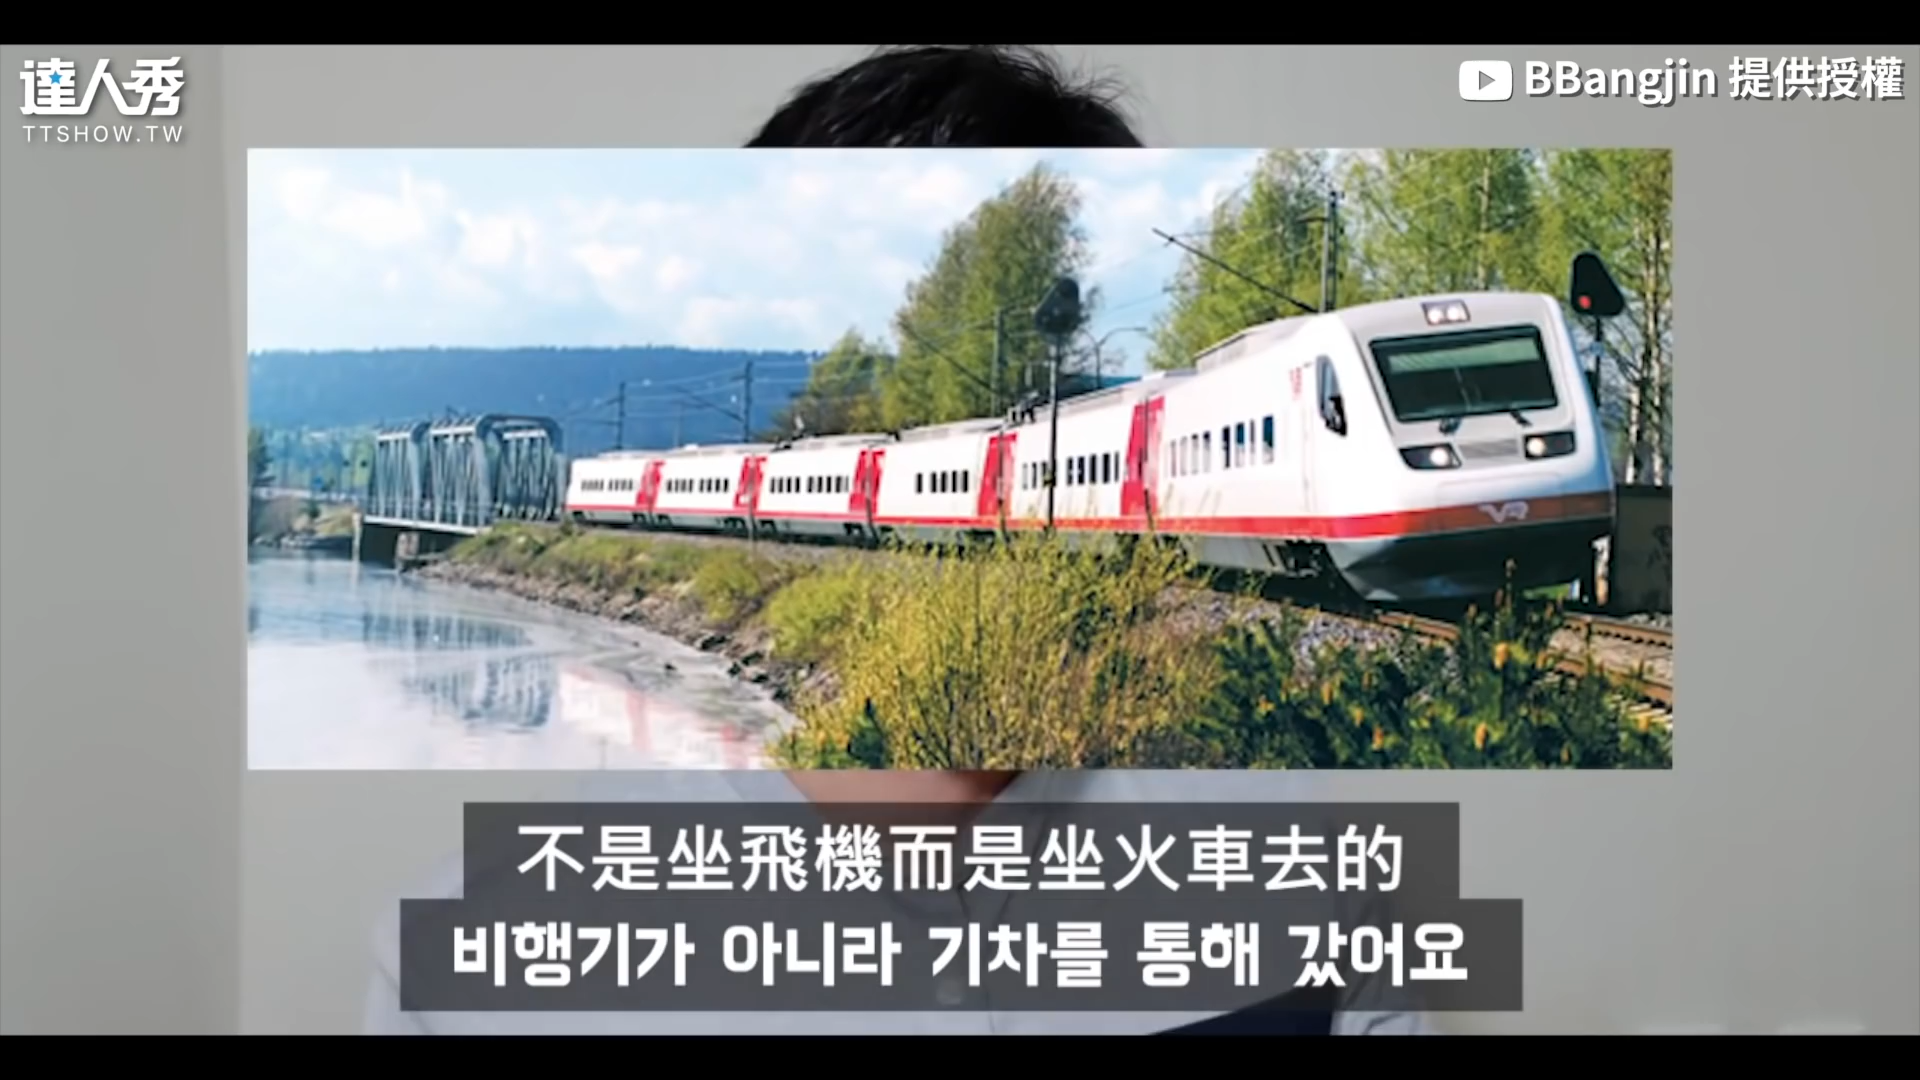 達人秀
TTSHOW.TW
BBangjin 提供授權
VR
不是坐飛機而是坐火車去的
비행기가 아니라 기차를 통해 갔어요